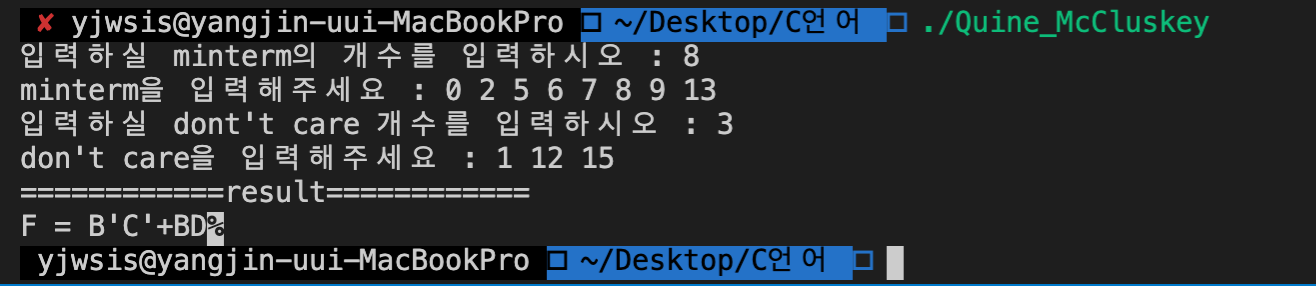 ✘ yjwsis@yangjin-uui-MacBookPro ~/Desktop/C언어 ./Quine_McCluskey
입력하실 minterm의 개수를 입력하시오 : 8
minterm을 입력해주세요 : 0 2 5 6 7 8 9 13
입력하실 dont't care 개수를 입력하시오 : 3
don't care을 입력해주세요 : 1 12 15
============result============
F = B'C'+BD%
yjwsis@yangjin-uui-MacBookPro ~/Desktop/C언어